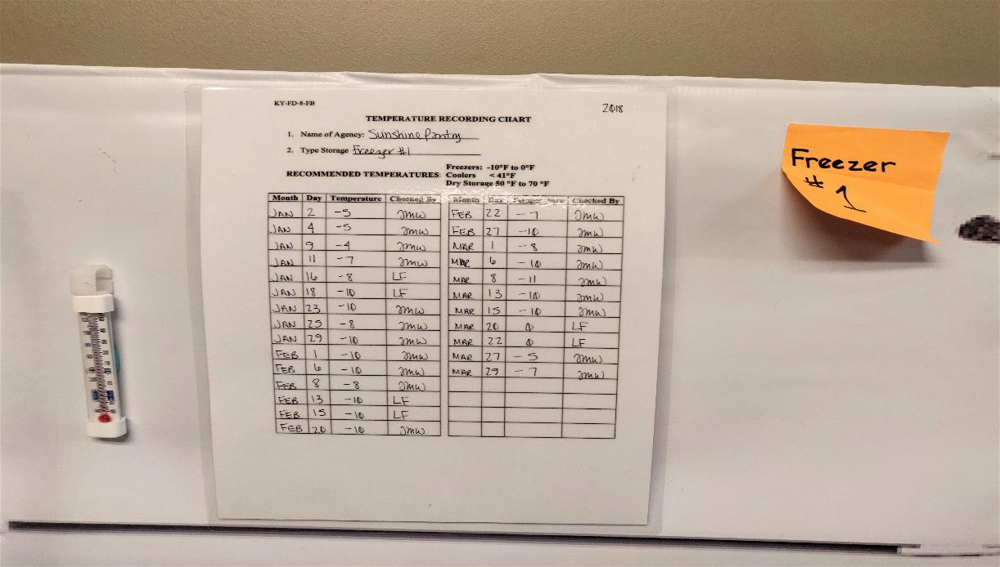 KY-FD-8-FB
2018
TEMPERATURE RECORDING CHART
1. Name of Agency: Sunshine Pantry
2. Type Storage Freezer #1
RECOMMENDED TEMPERATURES: Freezers: -10°F to 0°F
Coolers < 41°F
Dry Storage 50 °F to 70 °F
Month Day Temperature Checked By
JAN 2 -5 JMW
JAN 4 -5 JMW
JAN 9 -4 JMW
JAN 11 -7 JMW
JAN 16 -8 LF
JAN 18 -10 LF
JAN 23 -10 JMW
JAN 25 -8 JMW
JAN 29 -10 JMW
FEB 1 -10 JMW
FEB 6 -10 JMW
FEB 8 -8 JMW
FEB 13 -10 LF
FEB 15 -10 LF
FEB 20 -10 JMW
Month Day Temperature Checked By
FEB 22 -7 JMW
FEB 27 -10 JMW
MAR 1 -8 JMW
MAR 6 -10 JMW
MAR 8 -11 JMW
MAR 13 -10 JMW
MAR 15 -10 JMW
MAR 20 0 LF
MAR 22 0 LF
MAR 27 -5 JMW
MAR 29 -7 JMW
Freezer
# 1